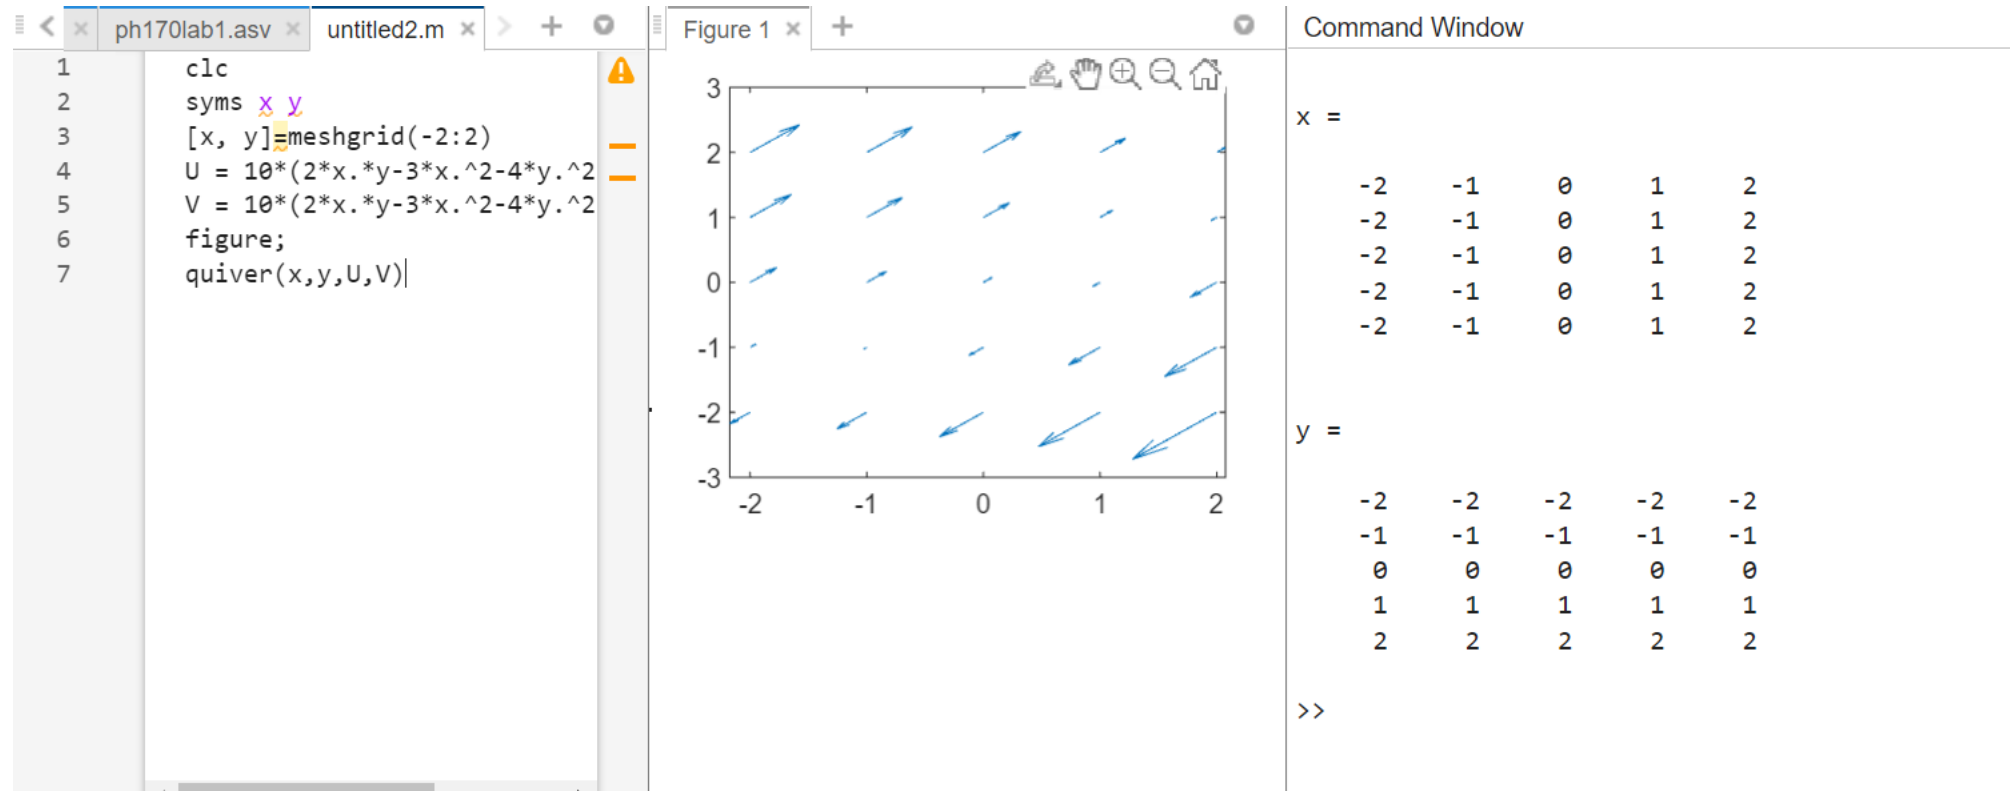 ph170lab1.asv untitled2.m
1 clc
2 syms x y
3 [x, y]=meshgrid(-2:2)
4 U = 10*(2*x.*y-3*x.^2-4*y.^2
5 V = 10*(2*x.*y-3*x.^2-4*y.^2
6 figure;
7 quiver(x,y,U,V)
Figure 1
3
2
1
0
-1
-2
-3
-2 -1 0 1 2
Command Window
x =
-2 -1 0 1 2
-2 -1 0 1 2
-2 -1 0 1 2
-2 -1 0 1 2
-2 -1 0 1 2
y =
-2 -2 -2 -2 -2
-1 -1 -1 -1 -1
0 0 0 0 0
1 1 1 1 1
2 2 2 2 2
>>